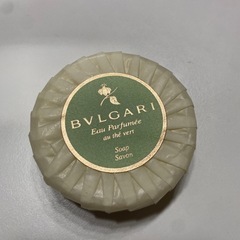 BVLGARI
Eau Parfumée
au thé vert
Soap
Savon